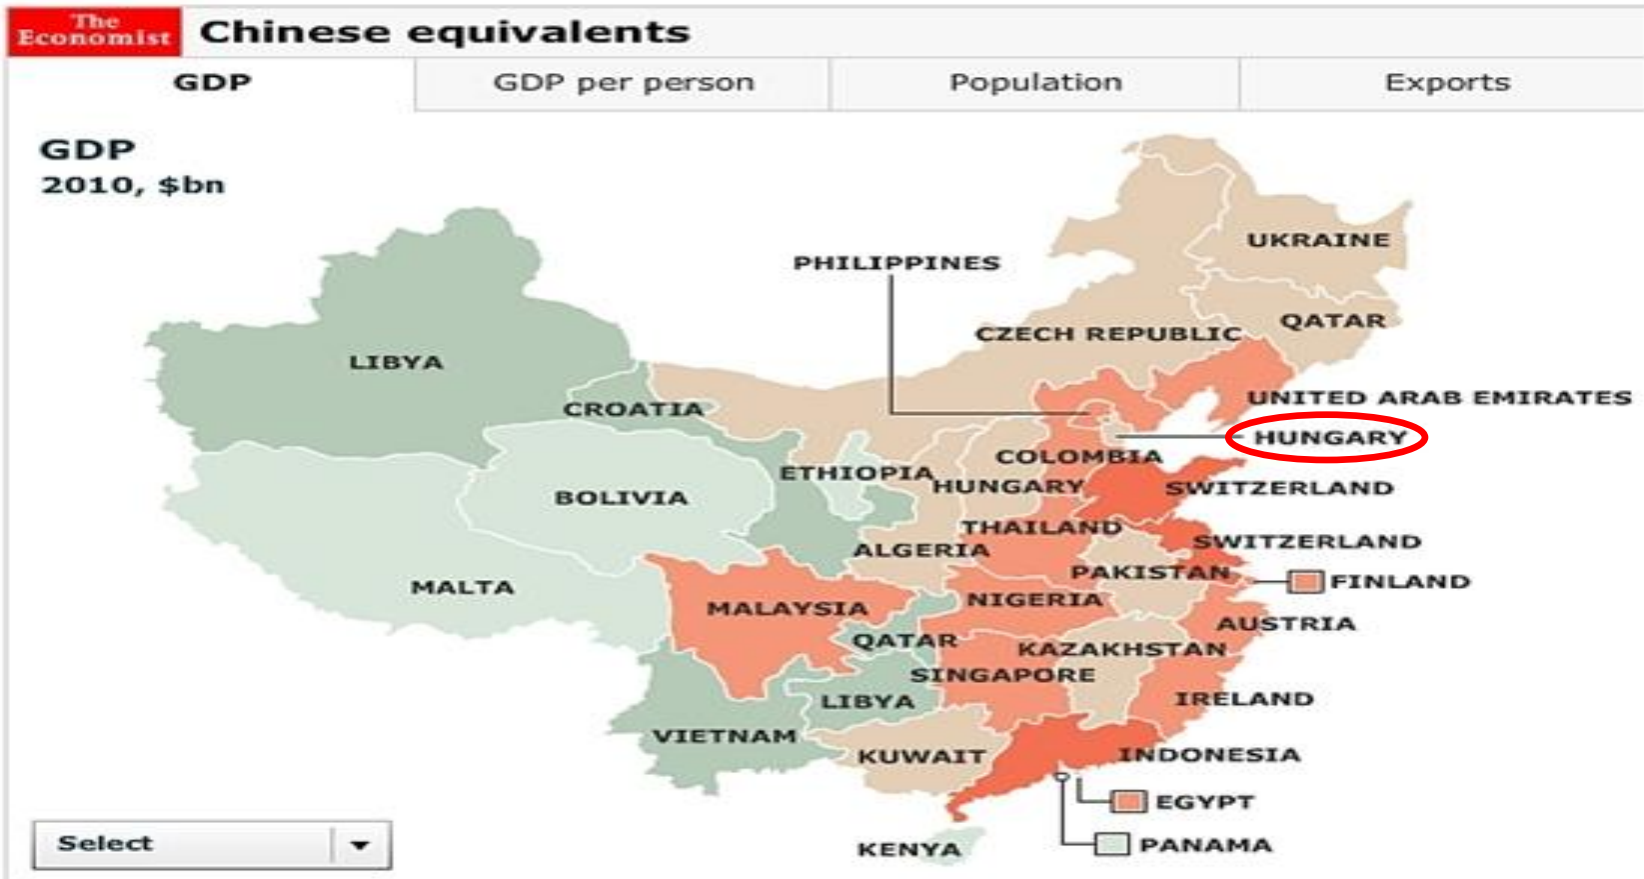 The
Economist
Chinese equivalents
GDP
GDP per person
Population
Exports
GDP
2010, $bn
UKRAINE
PHILIPPINES
QATAR
CZECH REPUBLIC
LIBYA
UNITED ARAB EMIRATES
CROATIA
HUNGARY
COLOMBIA
ETHIOPIA
HUNGARY
SWITZERLAND
BOLIVIA
THAILAND
SWITZERLAND
ALGERIA
PAKISTAN
FINLAND
MALTA
NIGERIA
MALAYSIA
AUSTRIA
QATAR
KAZAKHSTAN
SINGAPORE
IRELAND
LIBYA
VIETNAM
KUWAIT
INDONESIA
EGYPT
Select
KENYA
PANAMA